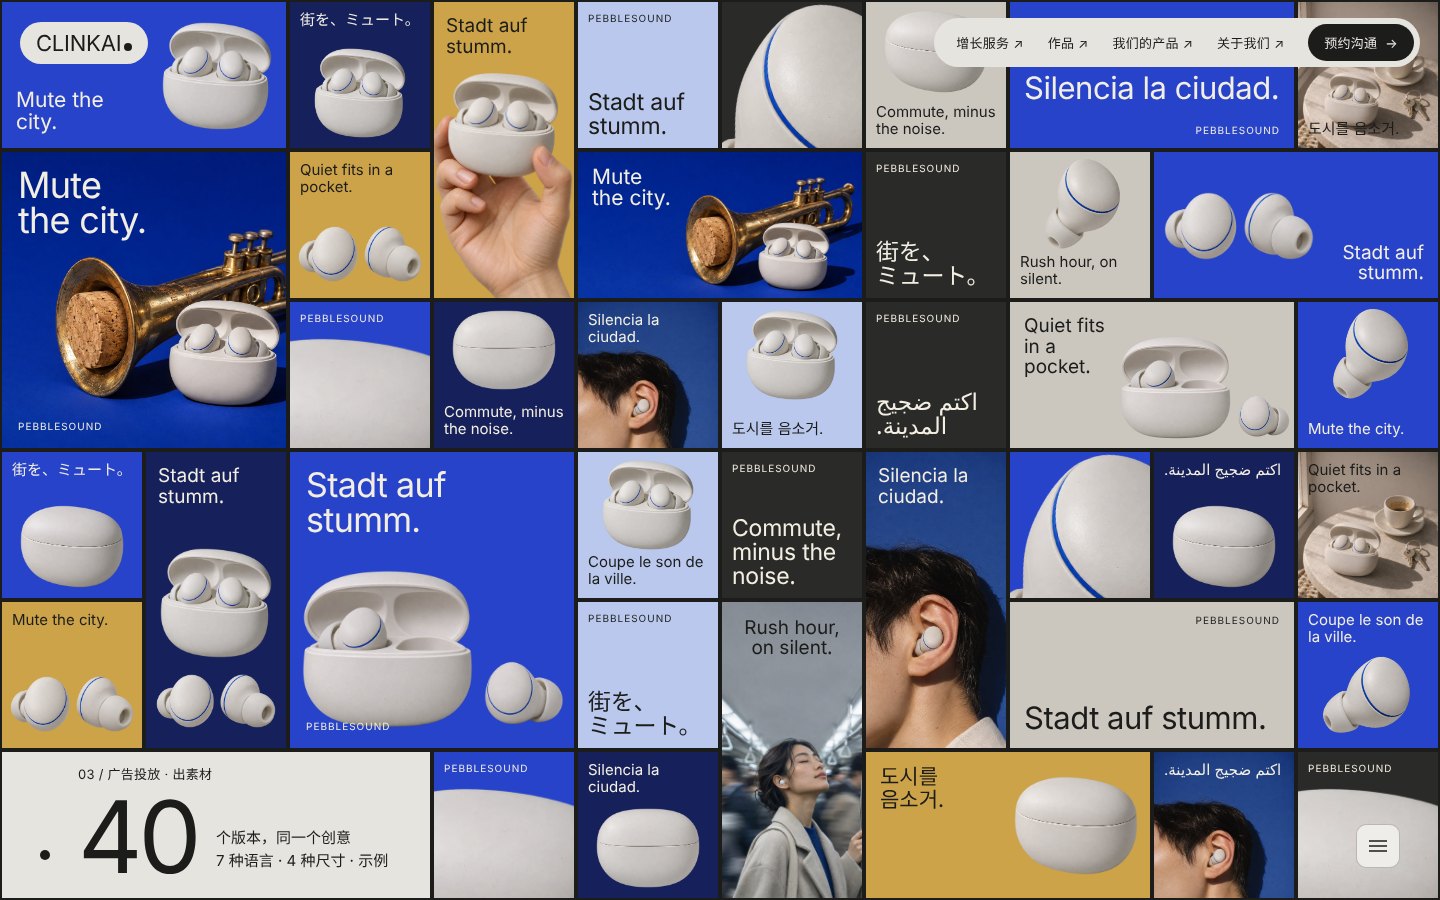 CLINKAI
Mute the
city.
街を、ミュート。
Stadt auf
stumm.
PEBBLESOUND
Stadt auf
stumm.
Commute, minus
the noise.
增长服务 ↗
作品 ↗
我们的产品 ↗
关于我们 ↗
预约沟通 →
Silencia la ciudad.
PEBBLESOUND
도시를 음소거.
Mute
the city.
PEBBLESOUND
Quiet fits in a
pocket.
Mute
the city.
PEBBLESOUND
街を、
ミュート。
Rush hour, on
silent.
Stadt auf
stumm.
PEBBLESOUND
Commute, minus
the noise.
Silencia la
ciudad.
도시를 음소거.
PEBBLESOUND
اكتم ضجيج
المدينة.
Quiet fits
in a
pocket.
Mute the city.
街を、ミュート。
Stadt auf
stumm.
Stadt auf
stumm.
PEBBLESOUND
Coupe le son de
la ville.
PEBBLESOUND
Commute,
minus the
noise.
Silencia la
ciudad.
اكتم ضجيج المدينة.
Quiet fits in a
pocket.
Mute the city.
PEBBLESOUND
街を、
ミュート。
Rush hour,
on silent.
PEBBLESOUND
Stadt auf stumm.
Coupe le son de
la ville.
03 / 广告投放 · 出素材
40
个版本，同一个创意
7 种语言 · 4 种尺寸 · 示例
PEBBLESOUND
Silencia la
ciudad.
도시를
음소거.
اكتم ضجيج المدينة.
PEBBLESOUND